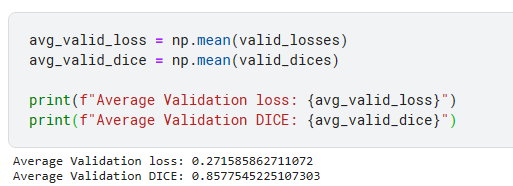 avg_valid_loss = np.mean(valid_losses)
avg_valid_dice = np.mean(valid_dices)
print(f"Average Validation loss: {avg_valid_loss}")
print(f"Average Validation DICE: {avg_valid_dice}")
Average Validation loss: 0.271585862711072
Average Validation DICE: 0.8577545225107303